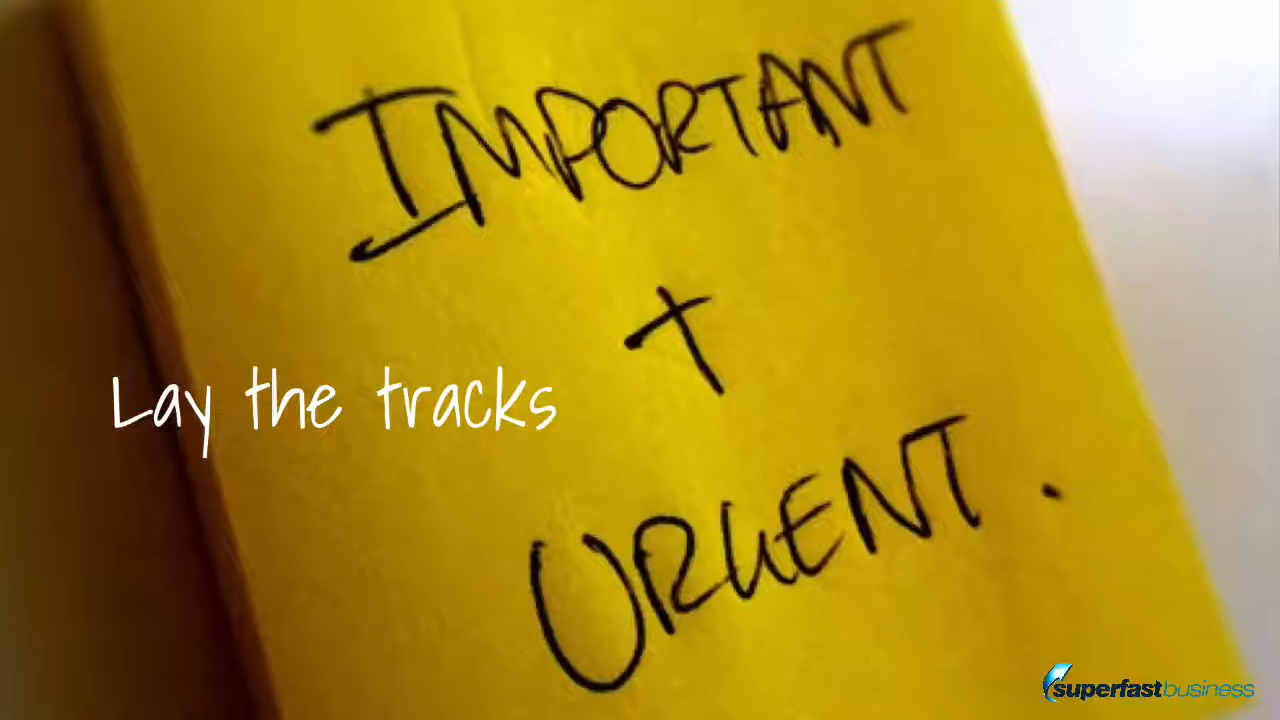 IMPORTANT
+
URGENT.
Lay the tracks
superfastbusiness